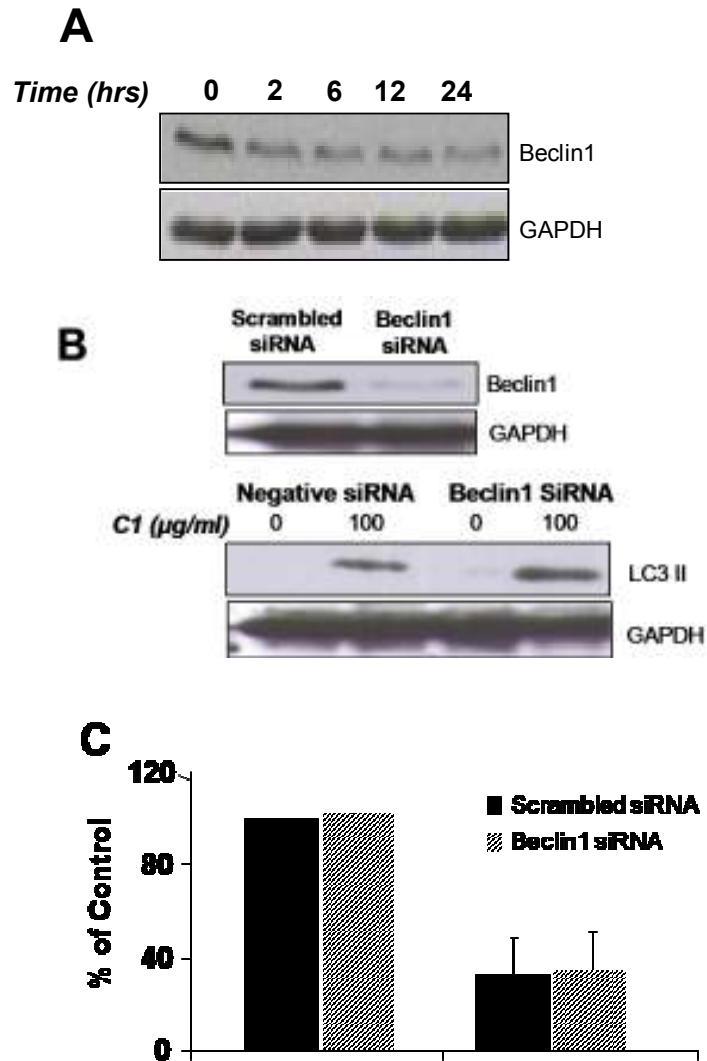 A
Time (hrs) 0 2 6 12 24
Beclin1
GAPDH
B
Scrambled siRNA Beclin1 siRNA
Beclin1
GAPDH
Negative siRNA Beclin1 SiRNA
C1 (µg/ml) 0 100 0 100
LC3 II
GAPDH
C
120
80
40
0
% of Control
Scrambled siRNA
Beclin1 siRNA